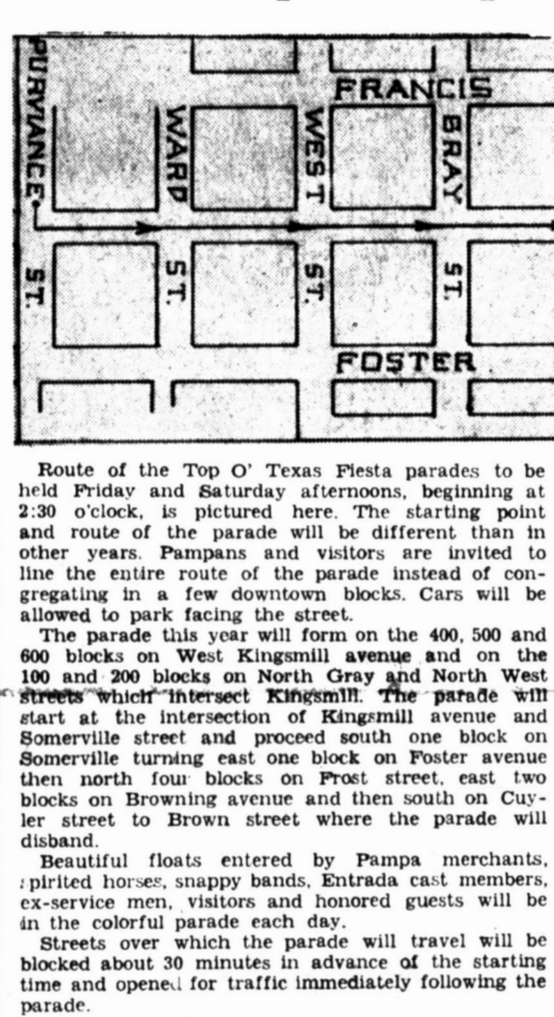 FRANCIS
PURVIANCE ST.
WARD ST.
WEST ST.
BRAY ST.
FOSTER
Route of the Top O' Texas Fiesta parades to be
held Friday and Saturday afternoons, beginning at
2:30 o'clock, is pictured here. The starting point
and route of the parade will be different than in
other years. Pampans and visitors are invited to
line the entire route of the parade instead of con-
gregating in a few downtown blocks. Cars will be
allowed to park facing the street.
The parade this year will form on the 400, 500 and
600 blocks on West Kingsmill avenue and on the
100 and 200 blocks on North Gray and North West
streets which intersect Kingsmill. The parade will
start at the intersection of Kingsmill avenue and
Somerville street and proceed south one block on
Somerville turning east one block on Foster avenue
then north four blocks on Frost street, east two
blocks on Browning avenue and then south on Cuy-
ler street to Brown street where the parade will
disband.
Beautiful floats entered by Pampa merchants,
spirited horses, snappy bands, Entrada cast members,
ex-service men, visitors and honored guests will be
in the colorful parade each day.
Streets over which the parade will travel will be
blocked about 30 minutes in advance of the starting
time and opened for traffic immediately following the
parade.